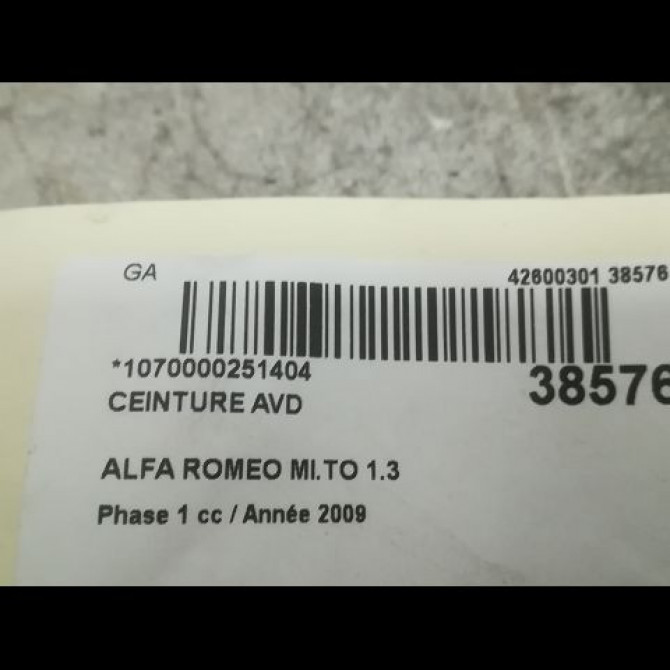 GA
42600301 38576
*1070000251404
38576
CEINTURE AVD
ALFA ROMEO MI.TO 1.3
Phase 1 cc / Année 2009